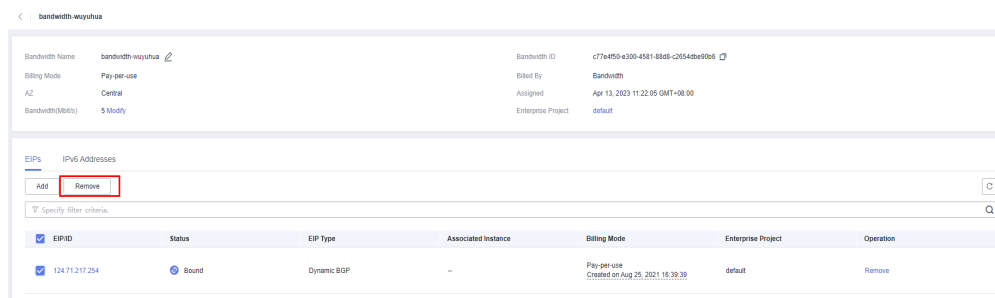 bandwidth-wuyuhua
Bandwidth Name bandwidth-wuyuhua Bandwidth ID c77e4f50-e300-4581-88d8-c2654dbe90b6
Billing Mode Pay-per-use Billed By Bandwidth
AZ Central Assigned Apr 13, 2023 11:22:05 GMT+08:00
Bandwidth(Mbit/s) 5 Modify Enterprise Project default
EIPs IPv6 Addresses
Add Remove
Specify filter criteria.
EIP/ID Status EIP Type Associated Instance Billing Mode Enterprise Project Operation
124.71.217.254 Bound Dynamic BGP -- Pay-per-use default Remove
Created on Aug 25, 2021 16:39:39